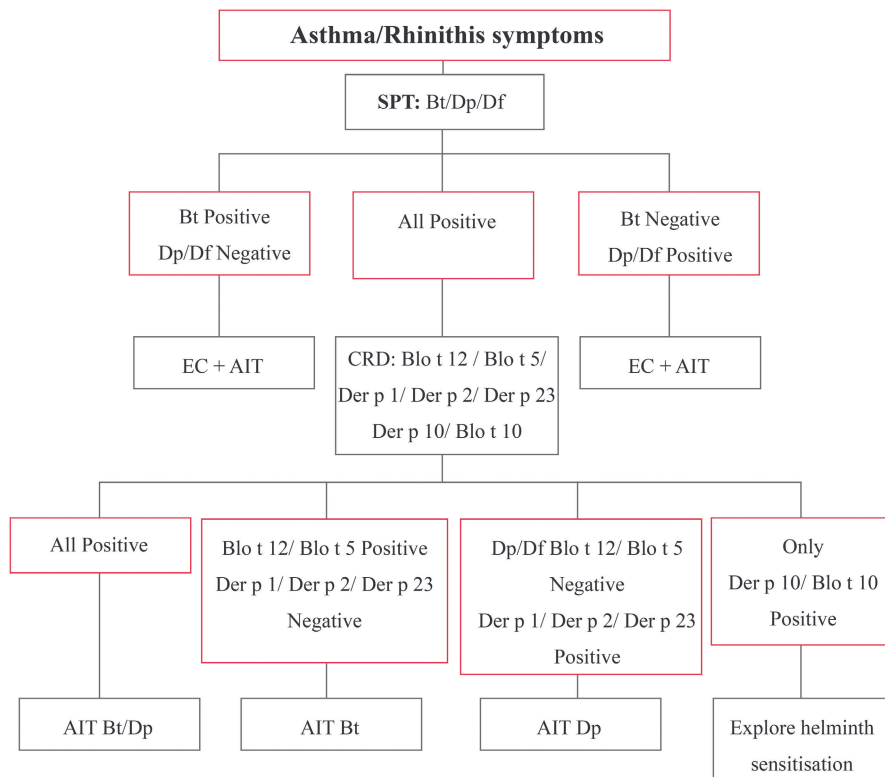 Asthma/Rhinithis symptoms
SPT: Bt/Dp/Df
Bt Positive
Dp/Df Negative
All Positive
Bt Negative
Dp/Df Positive
EC + AIT
CRD: Blo t 12 / Blo t 5/
Der p 1/ Der p 2/ Der p 23
Der p 10/ Blo t 10
EC + AIT
All Positive
Blo t 12/ Blo t 5 Positive
Der p 1/ Der p 2/ Der p 23
Negative
Dp/Df Blo t 12/ Blo t 5
Negative
Der p 1/ Der p 2/ Der p 23
Positive
Only
Der p 10/ Blo t 10
Positive
AIT Bt/Dp
AIT Bt
AIT Dp
Explore helminth
sensitisation